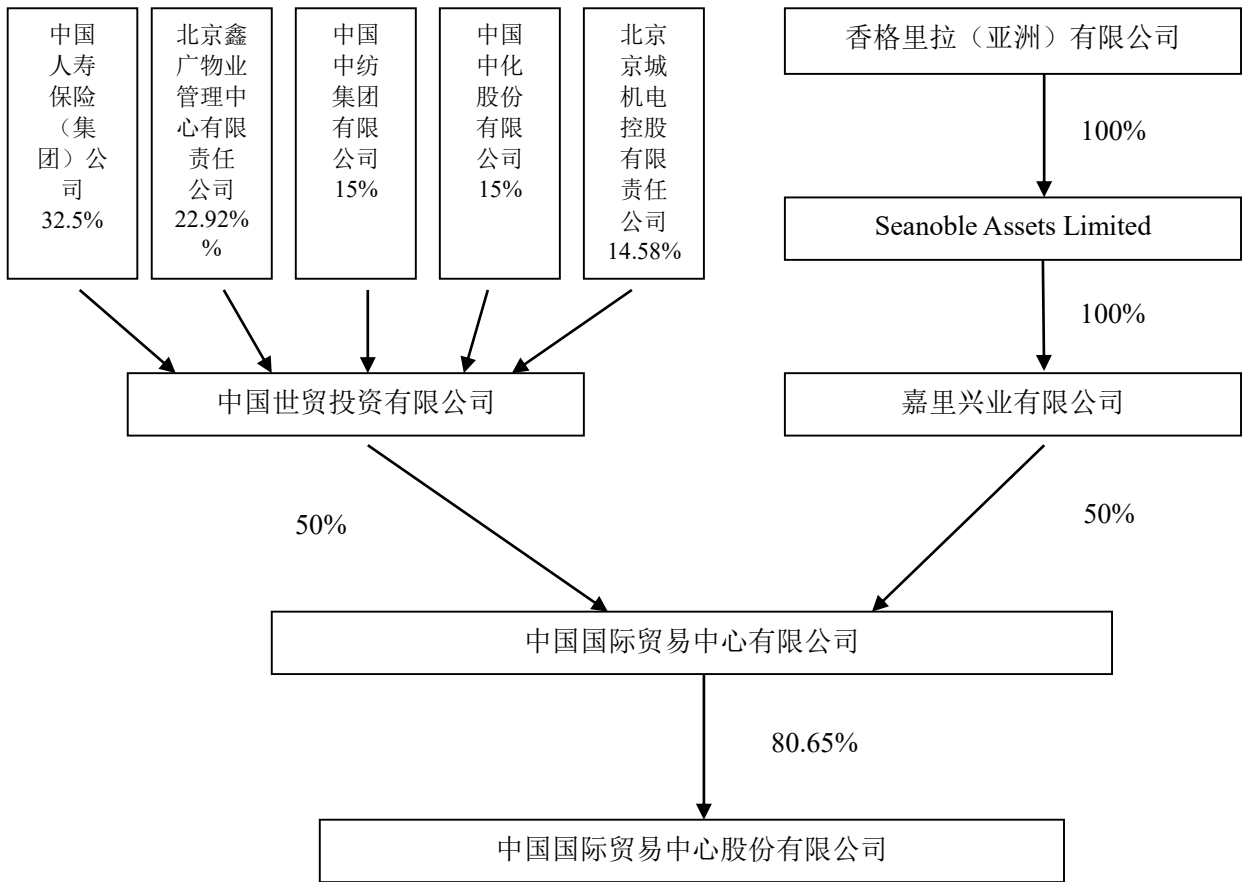 中国
人寿
保险
（集
团）公
司
32.5%
北京鑫
广物业
管理中
心有限
责任
公司
22.92%
%
中国
中纺
集团
有限
公司
15%
中国
中化
股份
有限
公司
15%
北京
京城
机电
控股
有限
责任
公司
14.58%
香格里拉（亚洲）有限公司
100%
Seanoble Assets Limited
100%
中国世贸投资有限公司
嘉里兴业有限公司
50%
50%
中国国际贸易中心有限公司
80.65%
中国国际贸易中心股份有限公司